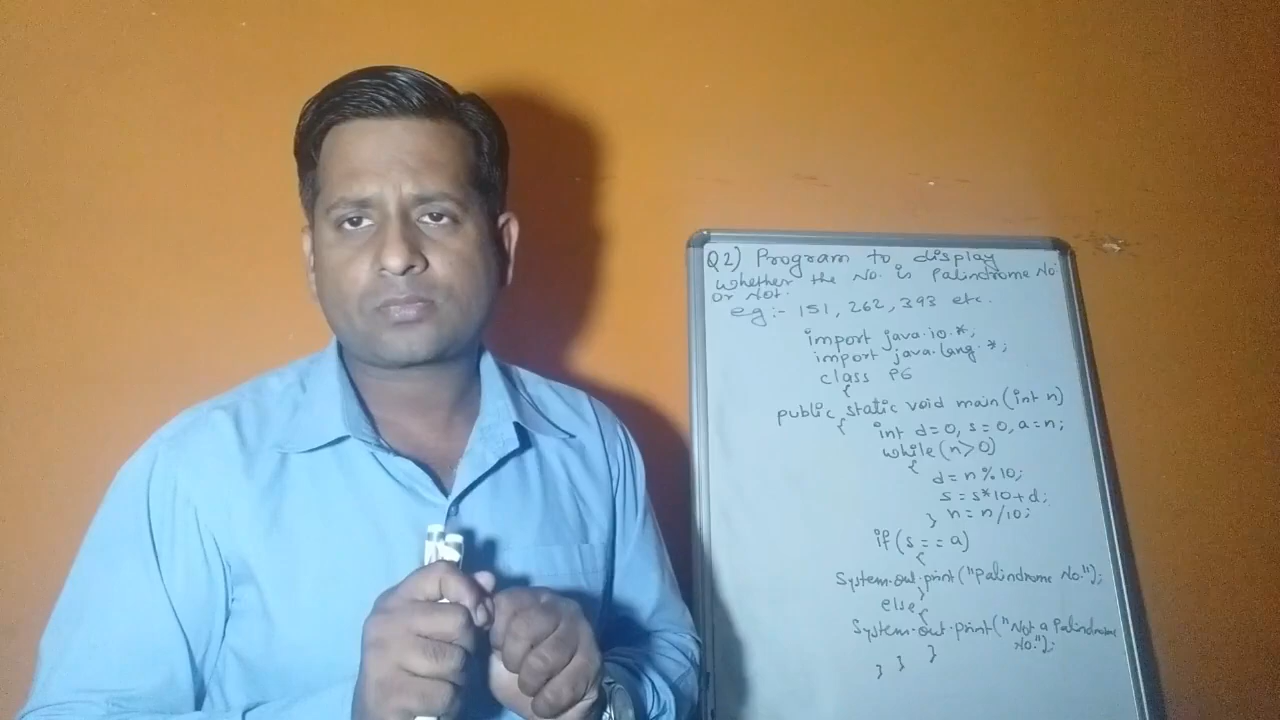 Q2) Program to display
whether the No. is Palindrome No.
or Not.
eg:- 151, 262, 393 etc.
import java.io.*;
import java.lang.*;
class P6
{
public static void main(int n)
{
int d=0, s=0, a=n;
while(n>0)
{
d=n%10;
s=s*10+d;
} n=n/10;
if(s==a)
{
System.out.print("Palindrome No.");
}
else{
System.out.print("Not a Palindrome
No.");
} } }